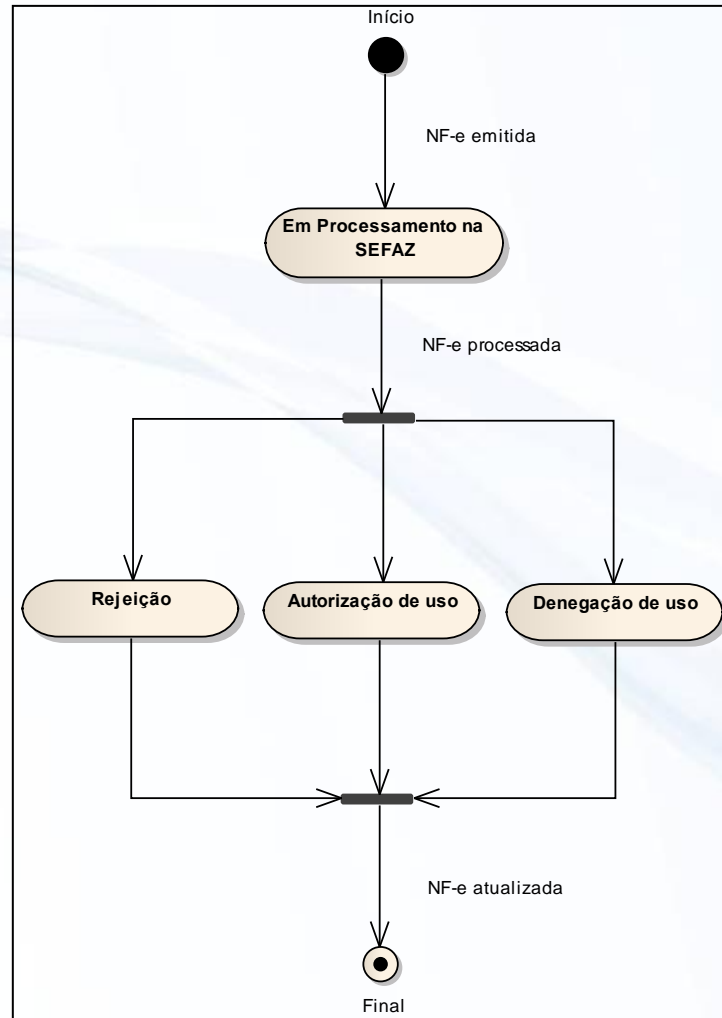 Início
NF-e emitida
Em Processamento na
SEFAZ
NF-e processada
Rejeição
Autorização de uso
Denegação de uso
NF-e atualizada
Final